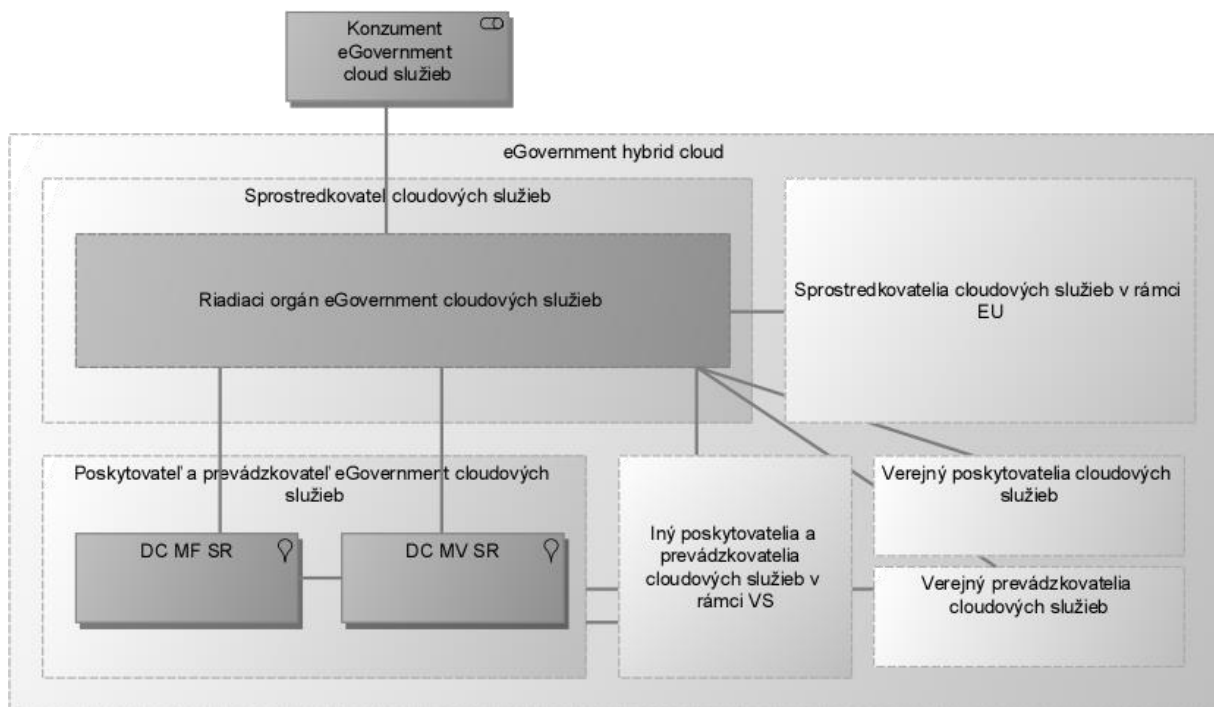 Konzument
eGovernment
cloud služieb
eGovernment hybrid cloud
Sprostredkovatel cloudových služieb
Riadiaci orgán eGovernment cloudových služieb
Sprostredkovatelia cloudových služieb v rámci
EU
Poskytovateľ a prevádzkovateľ eGovernment cloudových
služieb
DC MF SR
DC MV SR
Iný poskytovatelia a
prevádzkovatelia
cloudových služieb v
rámci VS
Verejný poskytovatelia cloudových
služieb
Verejný prevádzkovatelia
cloudových služieb